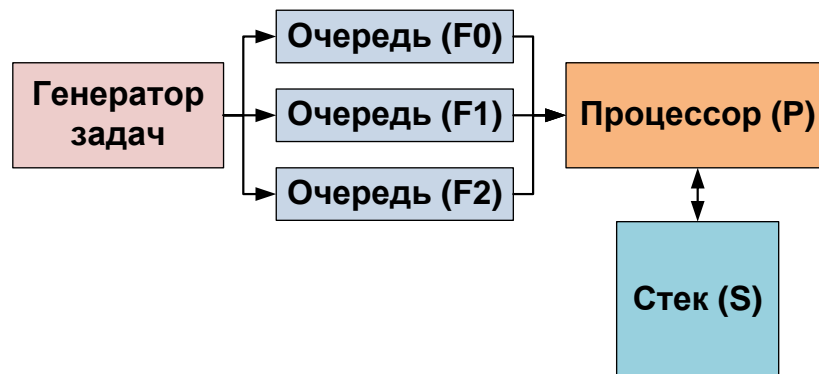 Генератор
задач
Очередь (F0)
Очередь (F1)
Очередь (F2)
Процессор (P)
Стек (S)